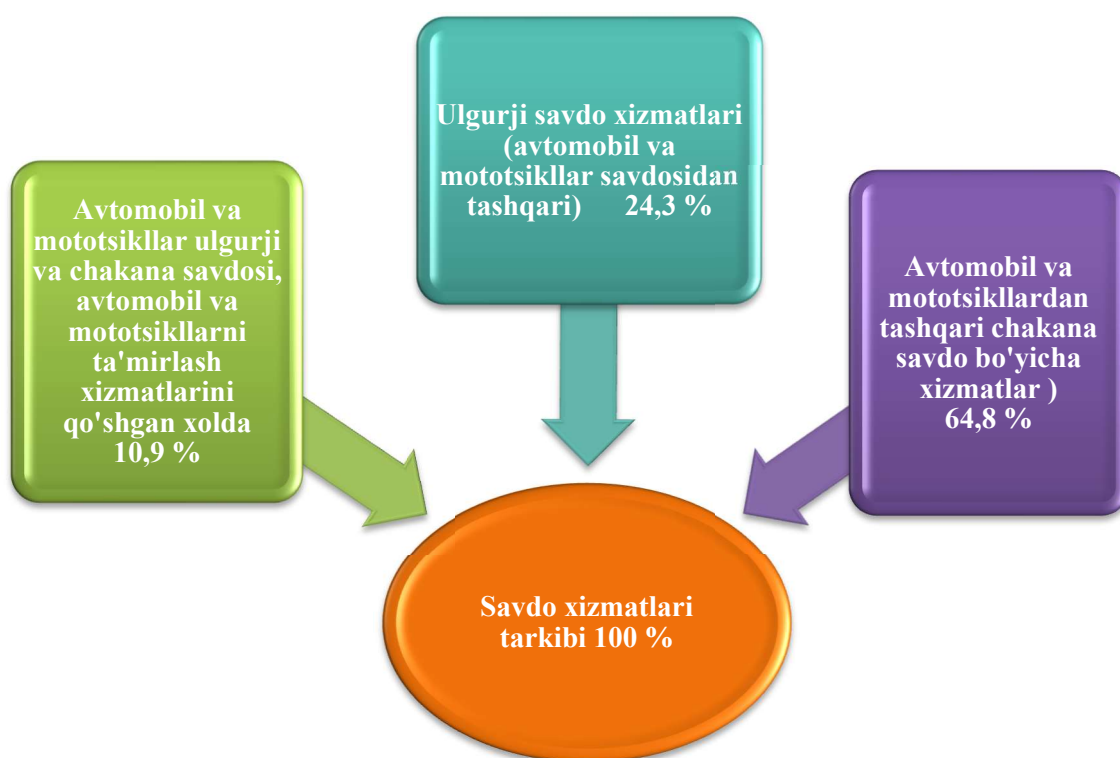 Ulgurji savdo xizmatlari
(avtomobil va
mototsikllar savdosidan
tashqari) 24,3 %
Avtomobil va
mototsikllar ulgurji
va chakana savdosi,
avtomobil va
mototsikllarni
ta'mirlash
xizmatlarini
qo'shgan xolda
10,9 %
Avtomobil va
mototsikllardan
tashqari chakana
savdo bo'yicha
xizmatlar )
64,8 %
Savdo xizmatlari
tarkibi 100 %